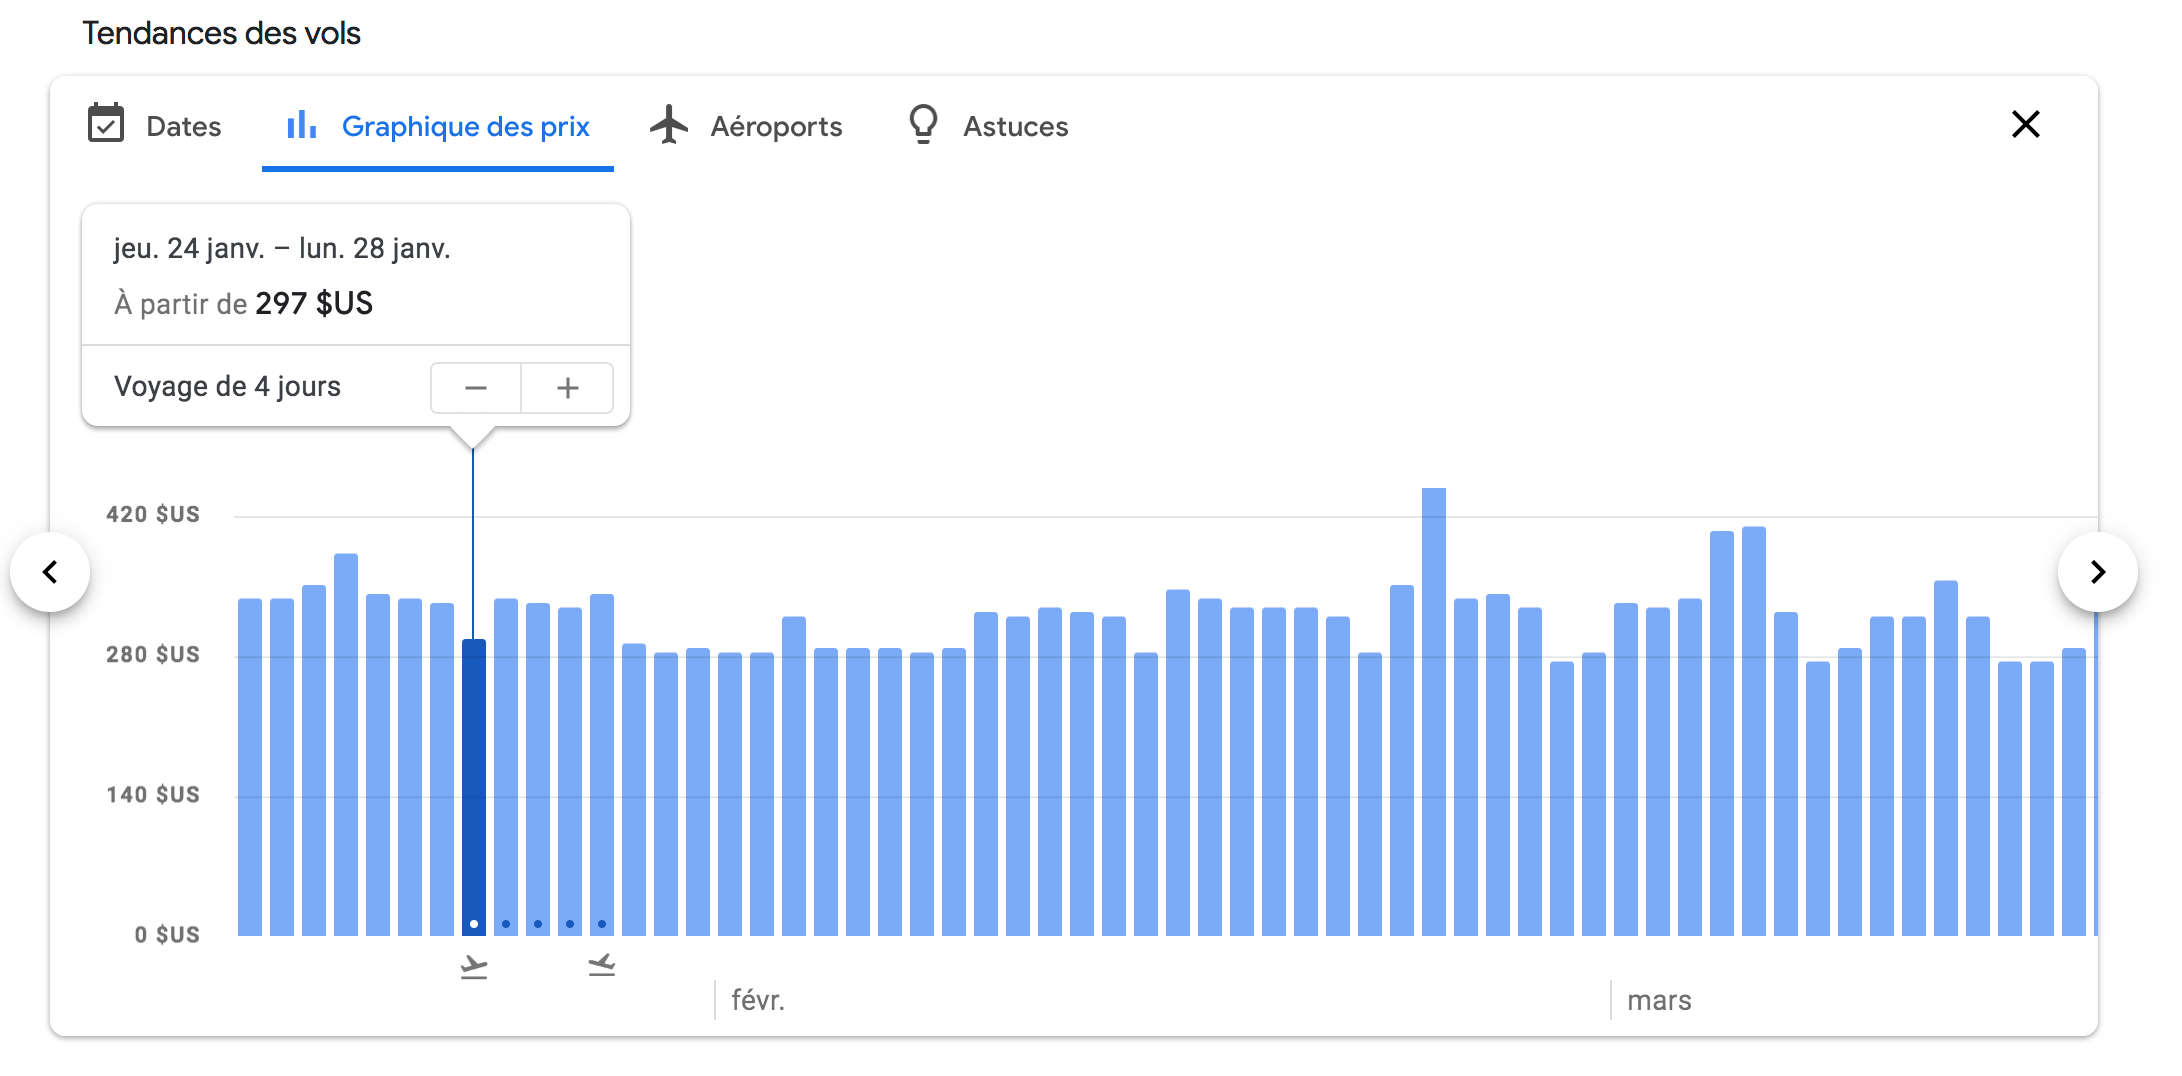 Tendances des vols
Dates
Graphique des prix
Aéroports
Astuces
jeu. 24 janv. – lun. 28 janv.
À partir de 297 $US
Voyage de 4 jours
420 $US
280 $US
140 $US
0 $US
févr.
mars